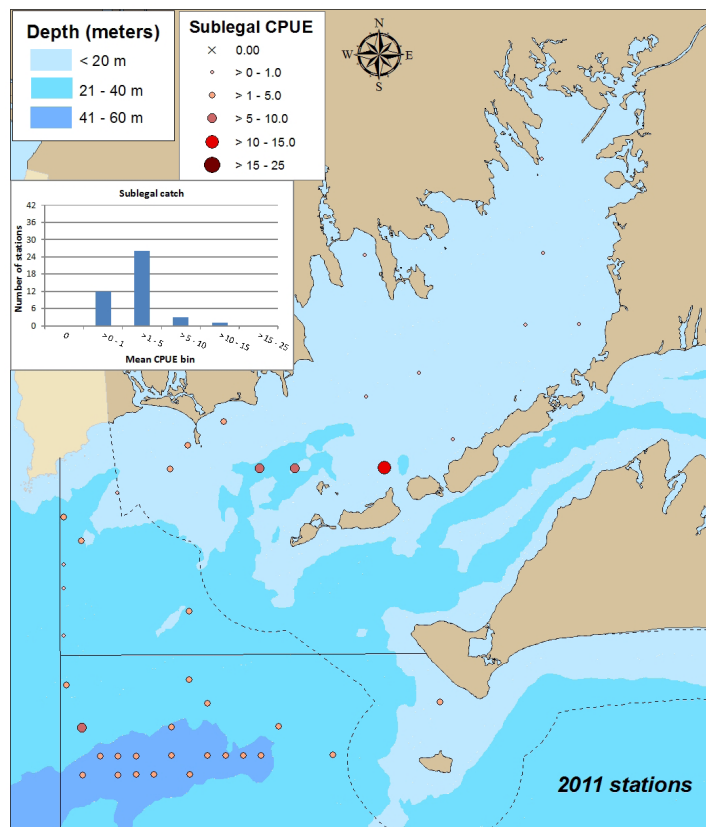 Depth (meters)
< 20 m
21 - 40 m
41 - 60 m
Sublegal CPUE
0.00
> 0 - 1.0
> 1 - 5.0
> 5 - 10.0
> 10 - 15.0
> 15 - 25
N
W E
S
Sublegal catch
Number of stations
42
36
30
24
18
12
6
0
0 >0 - 1 >1 - 5 >5 - 10 >10 - 15 >15 - 25
Mean CPUE bin
2011 stations